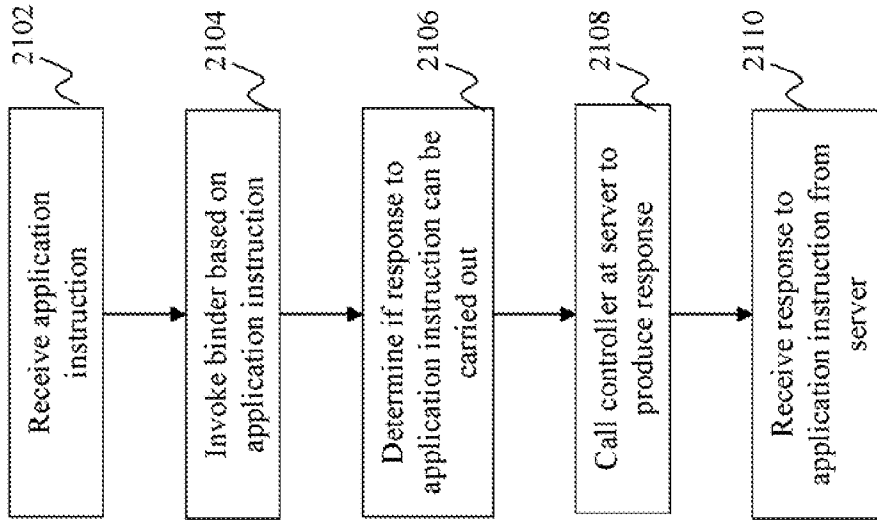 Receive application
instruction
2102
Invoke binder based on
application instruction
2104
Determine if response to
application instruction can be
carried out
2106
Call controller at server to
produce response
2108
Receive response to
application instruction from
server
2110